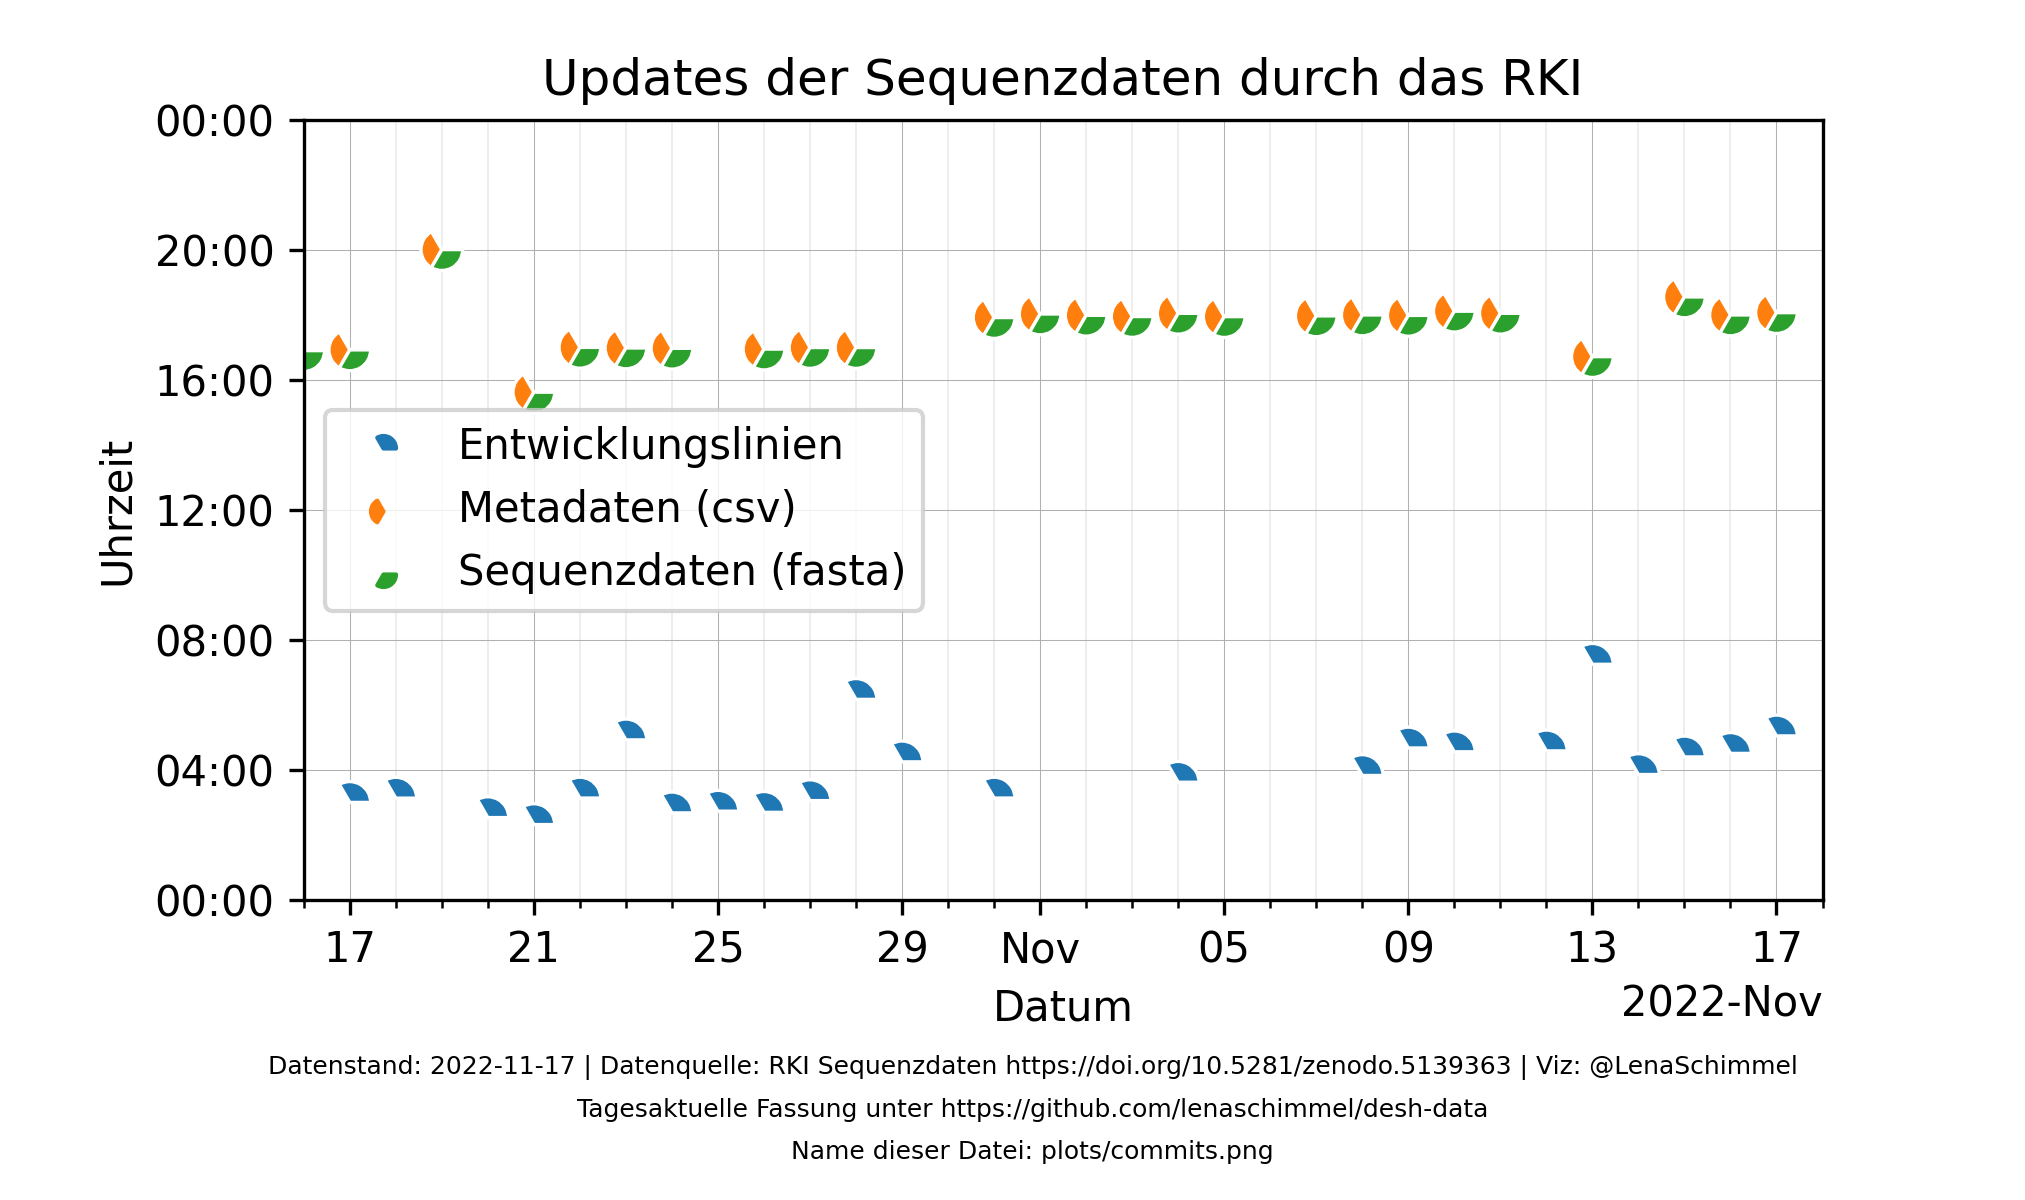 Updates der Sequenzdaten durch das RKI
00:00
20:00
16:00
12:00
08:00
04:00
00:00
Uhrzeit
Entwicklungslinien
Metadaten (csv)
Sequenzdaten (fasta)
17 21 25 29 Nov 05 09 13 17
Datum
2022-Nov
Datenstand: 2022-11-17 | Datenquelle: RKI Sequenzdaten https://doi.org/10.5281/zenodo.5139363 | Viz: @LenaSchimmel
Tagesaktuelle Fassung unter https://github.com/lenaschimmel/desh-data
Name dieser Datei: plots/commits.png